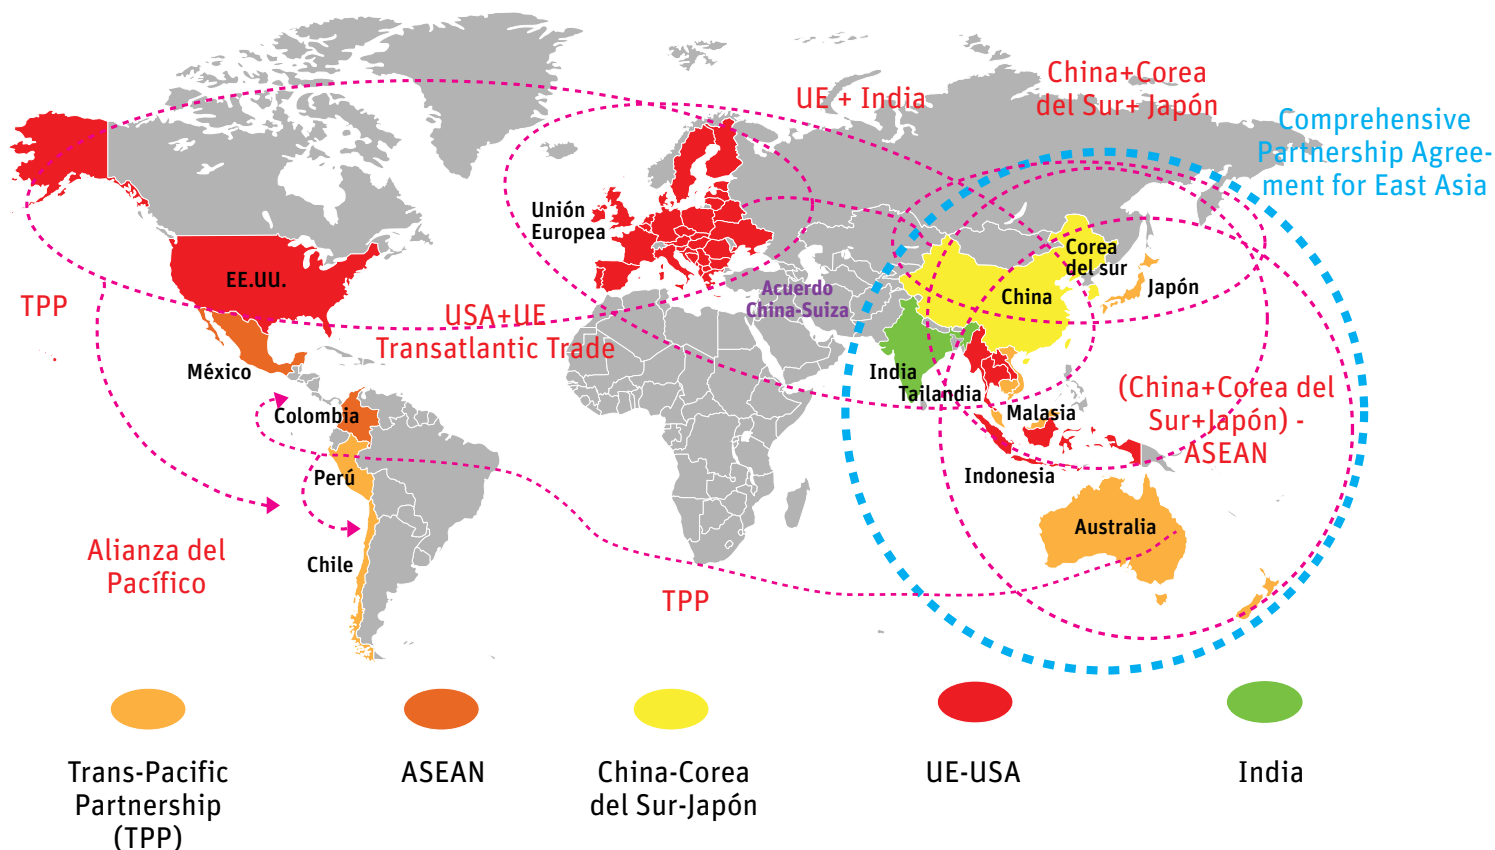 China+Corea
del Sur+ Japón
UE + India
Comprehensive
Partnership Agree-
ment for East Asia
Unión
Europea
Corea
del sur
EE.UU.
Acuerdo
China-Suiza
China
Japón
TPP
USA+UE
Transatlantic Trade
México
India
Tailandia
(China+Corea del
Sur+Japón) -
ASEAN
Colombia
Malasia
Perú
Indonesia
Australia
Alianza del
Pacífico
Chile
TPP
Trans-Pacific
Partnership
(TPP)
ASEAN
China-Corea
del Sur-Japón
UE-USA
India